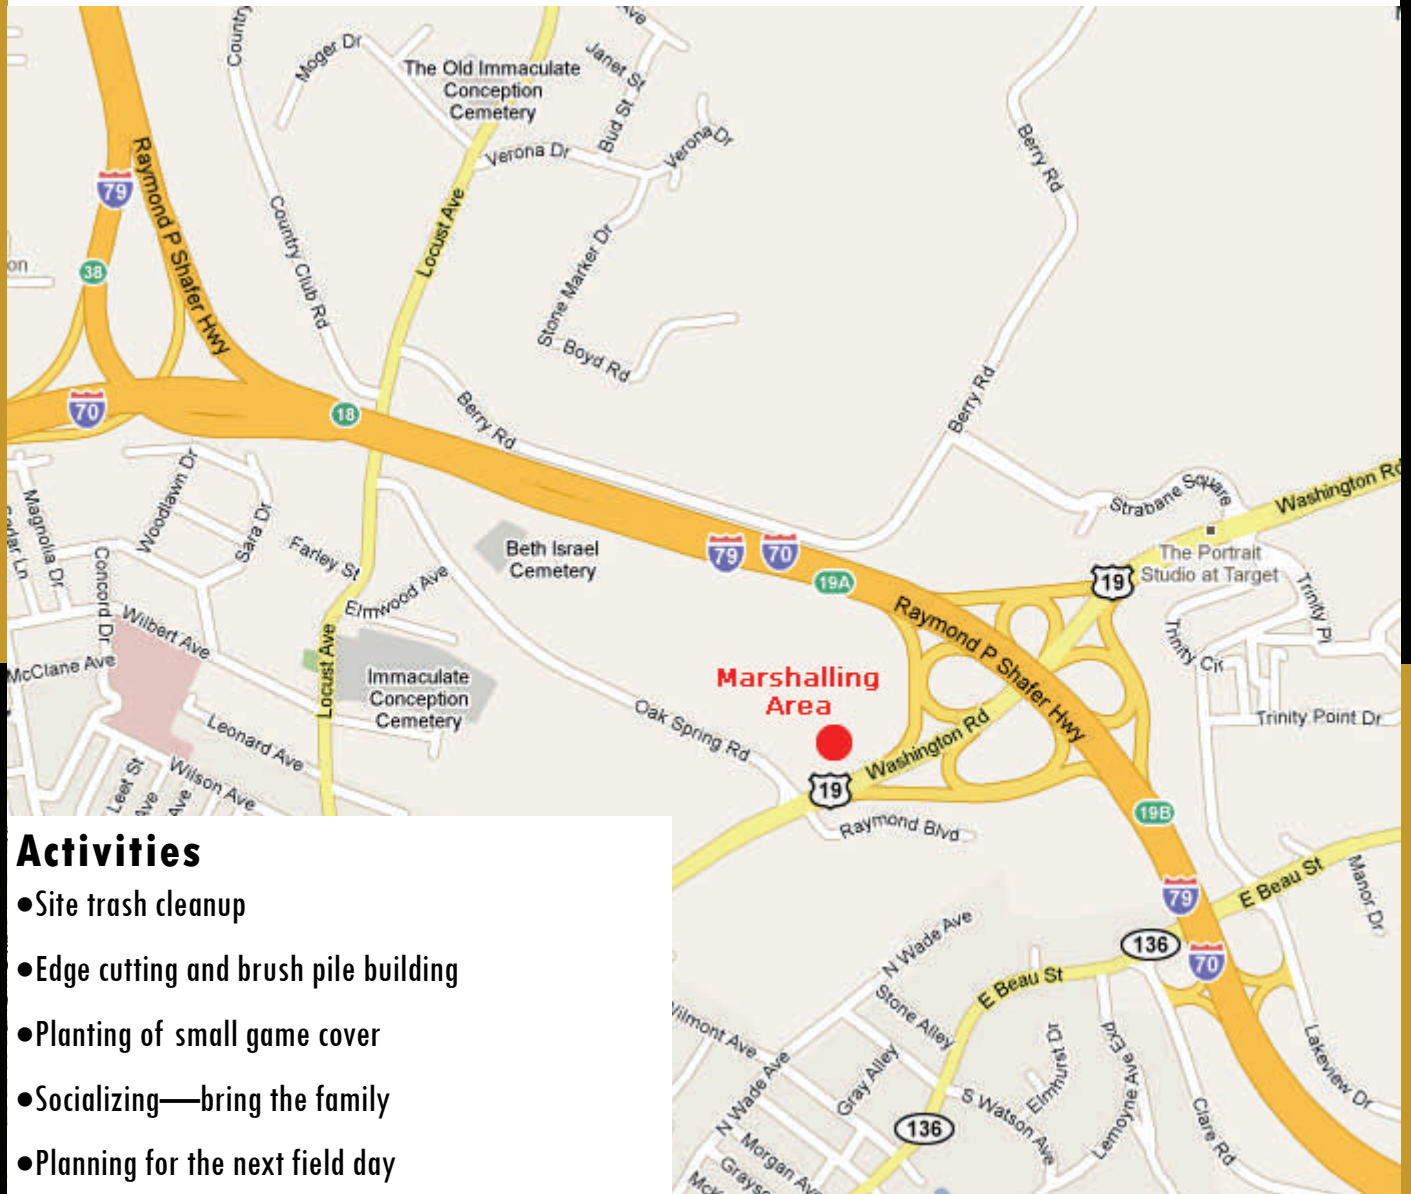 Country
Moger Dr
The Old Immaculate
Conception
Cemetery
Ave
Janet St
Bud St
Verona Dr
Verona Dr
Berry Rd
79
Raymond P Shafer Hwy
38
on
Country Club Rd
Locust Ave
Stone Marker Dr
S Boyd Rd
70
18
Berry Rd
Berry Rd
Strabane Square
Washington Rd
The Portrait
Studio at Target
19
Trinity Pl
Trinity Cir
Trinity Point Dr
Magnolia Dr
Woodlawn Dr
Sara Dr
Concord Dr
Farley St
Elmwood Ave
Beth Israel
Cemetery
79
70
19A
Raymond P Shafer Hwy
Wilbert Ave
McClane Ave
Locust Ave
Immaculate
Conception
Cemetery
Leonard Ave
Wilson Ave
Leet St
Ave
Ave
Oak Spring Rd
Marshalling
Area
19
Washington Rd
Raymond Blvd
19B
79
E Beau St
Manor Dr
136
70
N Wade Ave
Stone Alley
E Beau St
Gray Alley
N Wade Ave
136
S Watson Ave
Elmhurst Dr
Lemoyne Ave Exd
Clare Rd
Lakeview Dr
Morgan Ave
Activities
•Site trash cleanup
•Edge cutting and brush pile building
•Planting of small game cover
•Socializing—bring the family
•Planning for the next field day